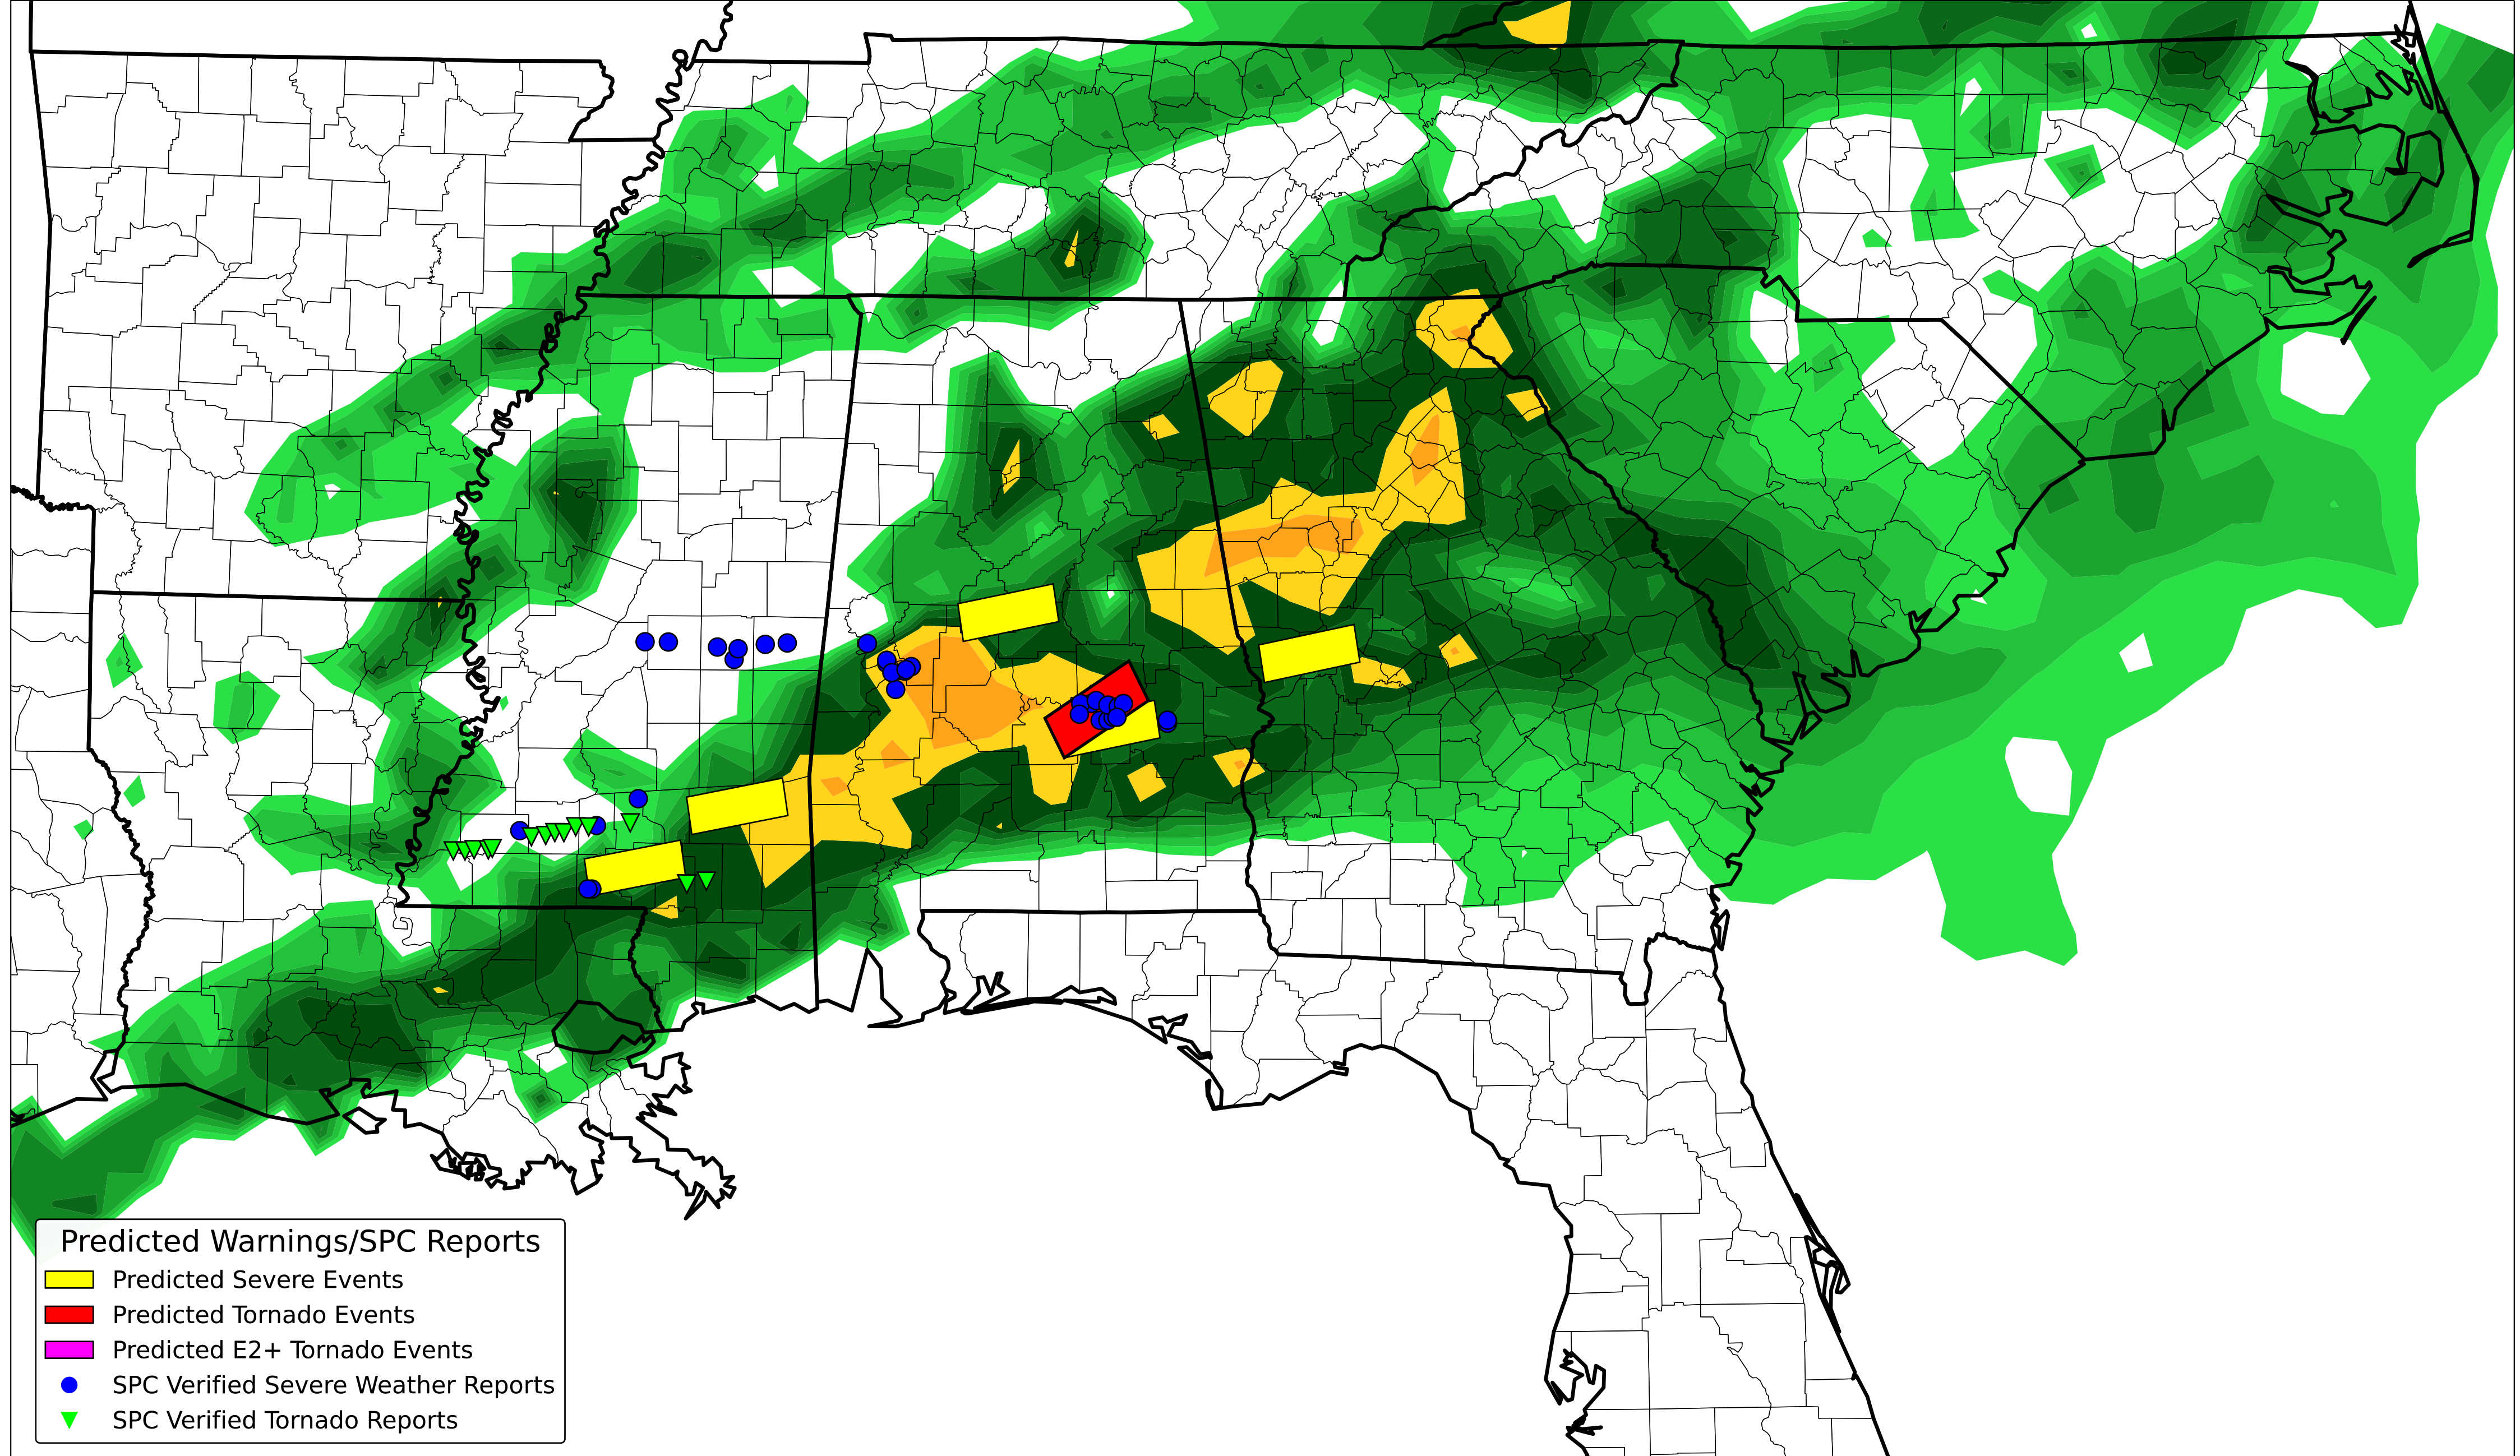 Predicted Warnings/SPC Reports
Predicted Severe Events
Predicted Tornado Events
Predicted E2+ Tornado Events
SPC Verified Severe Weather Reports
SPC Verified Tornado Reports